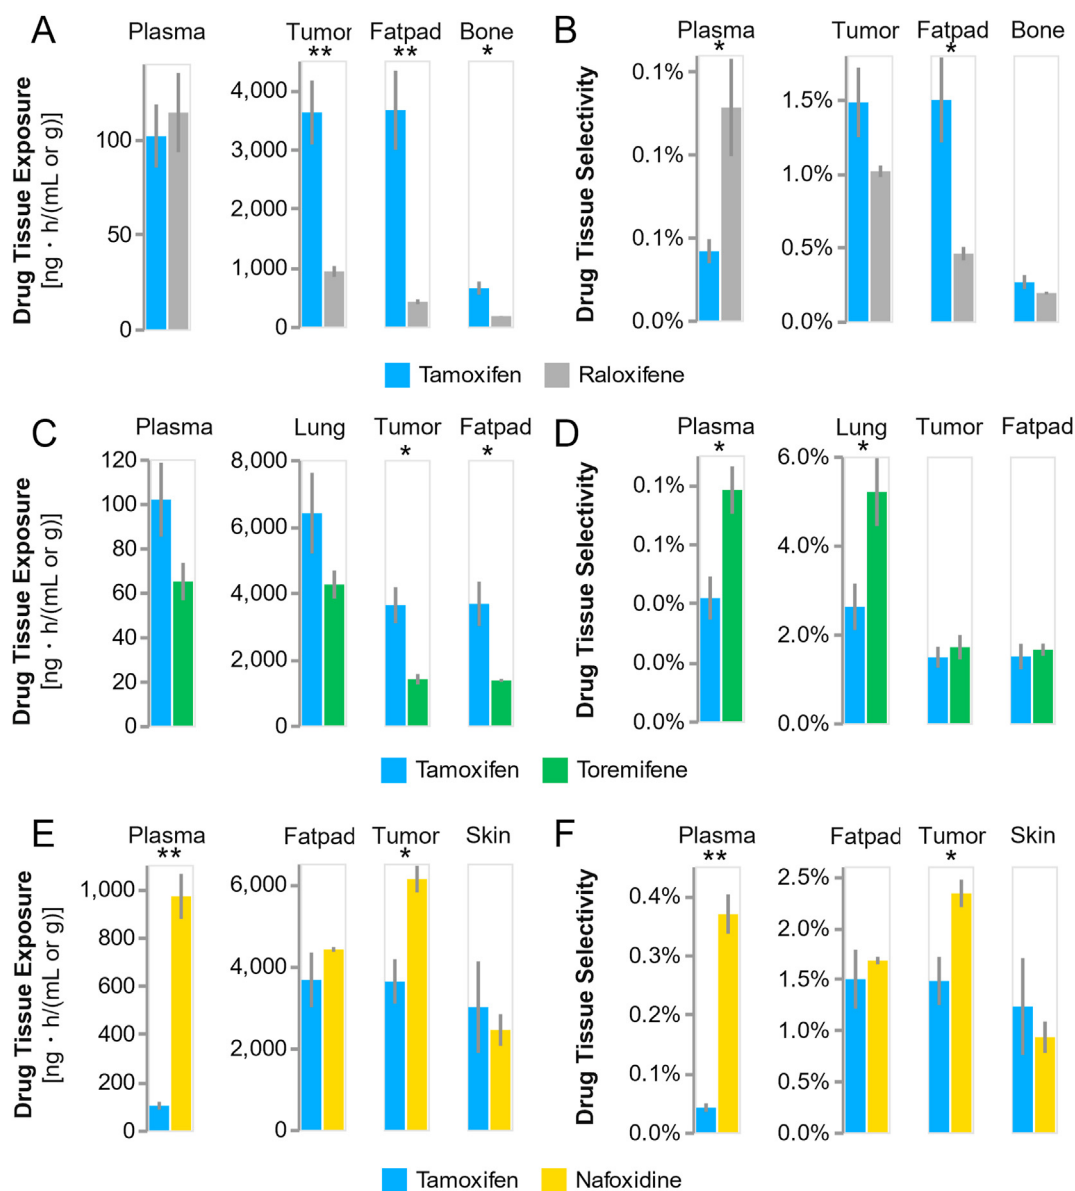 A
Plasma
Tumor
Fatpad
Bone
**
**
*
Drug Tissue Exposure
[ng・h/(mL or g)]
100
50
0
4,000
3,000
2,000
1,000
0
B
Plasma
Tumor
Fatpad
Bone
*
*
Drug Tissue Selectivity
0.1%
0.1%
0.1%
0.0%
1.5%
1.0%
0.5%
0.0%
Tamoxifen
Raloxifene
C
Plasma
Lung
Tumor
Fatpad
*
*
Drug Tissue Exposure
[ng・h/(mL or g)]
120
100
80
60
40
20
0
8,000
6,000
4,000
2,000
0
D
Plasma
Lung
Tumor
Fatpad
*
*
Drug Tissue Selectivity
0.1%
0.1%
0.0%
0.0%
0.0%
6.0%
4.0%
2.0%
0.0%
Tamoxifen
Toremifene
E
Plasma
Fatpad
Tumor
Skin
**
*
Drug Tissue Exposure
[ng・h/(mL or g)]
1,000
800
600
400
200
0
6,000
4,000
2,000
0
F
Plasma
Fatpad
Tumor
Skin
**
*
Drug Tissue Selectivity
0.4%
0.3%
0.2%
0.1%
0.0%
2.5%
2.0%
1.5%
1.0%
0.5%
0.0%
Tamoxifen
Nafoxidine